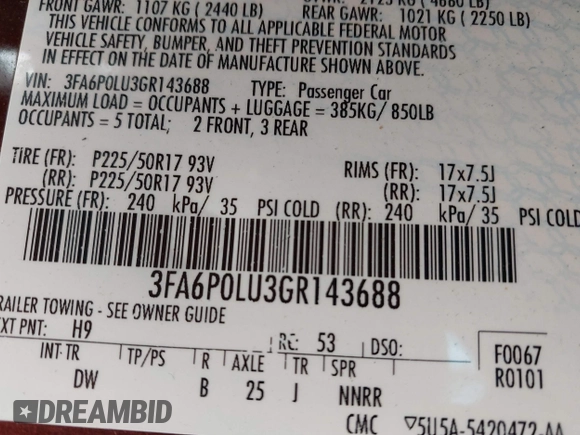 FRONT GAWR: 1107 KG ( 2440 LB) REAR GAWR: 1021 KG ( 2250 LB)
THIS VEHICLE CONFORMS TO ALL APPLICABLE FEDERAL MOTOR
VEHICLE SAFETY, BUMPER, AND THEFT PREVENTION STANDARDS
IN EFFECT ON THE DATE OF MANUFACTURE SHOWN ABOVE.
VIN: 3FA6P0LU3GR143688 TYPE: Passenger Car
MAXIMUM LOAD = OCCUPANTS + LUGGAGE = 385KG/ 850LB
OCCUPANTS = 5 TOTAL; 2 FRONT, 3 REAR
TIRE (FR): P225/50R17 93V RIMS (FR): 17x7.5J
(RR): P225/50R17 93V (RR): 17x7.5J
PRESSURE (FR): 240 kPa/ 35 PSI COLD (RR): 240 kPa/ 35 PSI COLD
3FA6P0LU3GR143688
RAILER TOWING - SEE OWNER GUIDE
EXT PNT: H9 RC: 53 DSO:
INT TR TP/PS R AXLE TR SPR
DW B 25 J NNRR
F0067
R0101
CMC ▽5U5A-5420472-AA
DREAMBID